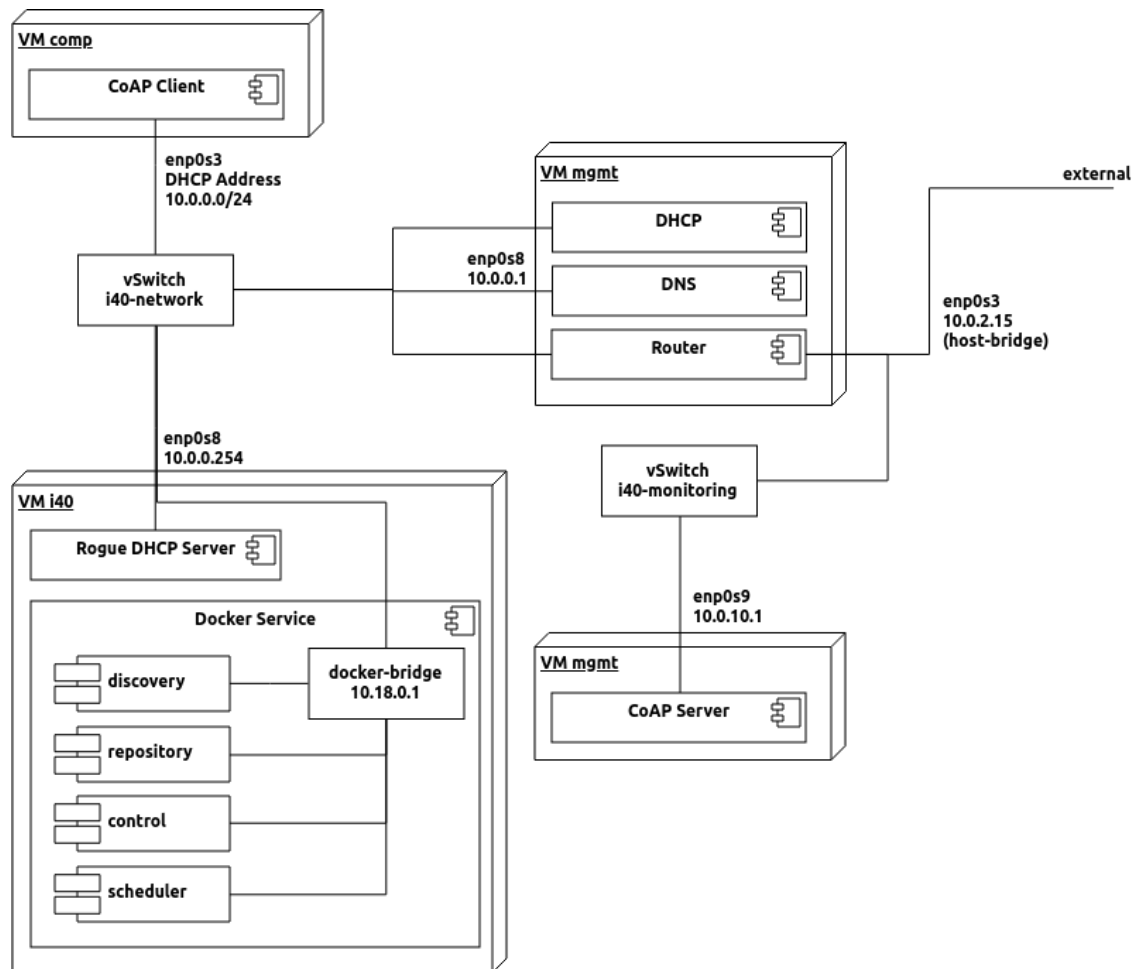 VM comp
CoAP Client
enp0s3
DHCP Address
10.0.0.0/24
vSwitch
i40-network
enp0s8
10.0.0.1
VM mgmt
DHCP
DNS
Router
external
enp0s3
10.0.2.15
(host-bridge)
enp0s8
10.0.0.254
VM i40
Rogue DHCP Server
Docker Service
discovery
docker-bridge
10.18.0.1
repository
control
scheduler
vSwitch
i40-monitoring
enp0s9
10.0.10.1
VM mgmt
CoAP Server